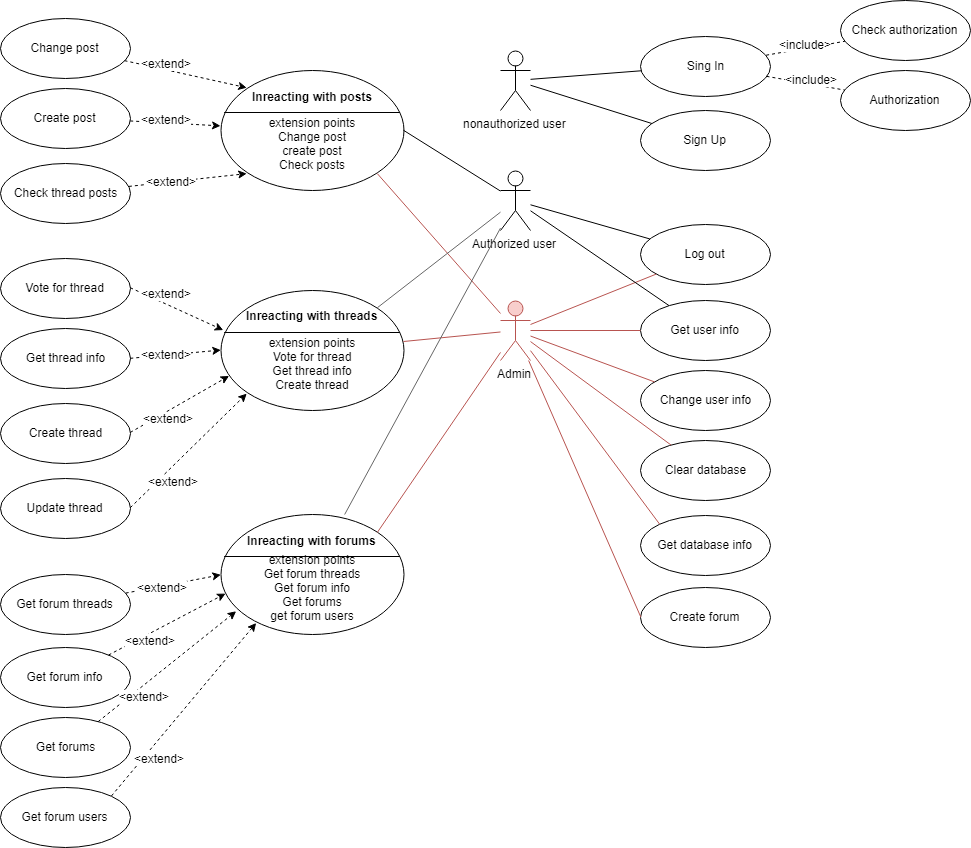 Change post
<extend>
Create post
<extend>
Check thread posts
<extend>
Inreacting with posts
extension points
Change post
create post
Check posts
nonauthorized user
Sing In
Sign Up
<include>
Check authorization
<include>
Authorization
Authorized user
Vote for thread
<extend>
Get thread info
<extend>
Create thread
<extend>
Update thread
<extend>
Inreacting with threads
extension points
Vote for thread
Get thread info
Create thread
Admin
Log out
Get user info
Change user info
Clear database
Get database info
Create forum
Inreacting with forums
extension points
Get forum threads
Get forum info
Get forums
get forum users
Get forum threads
<extend>
Get forum info
<extend>
Get forums
<extend>
Get forum users
<extend>